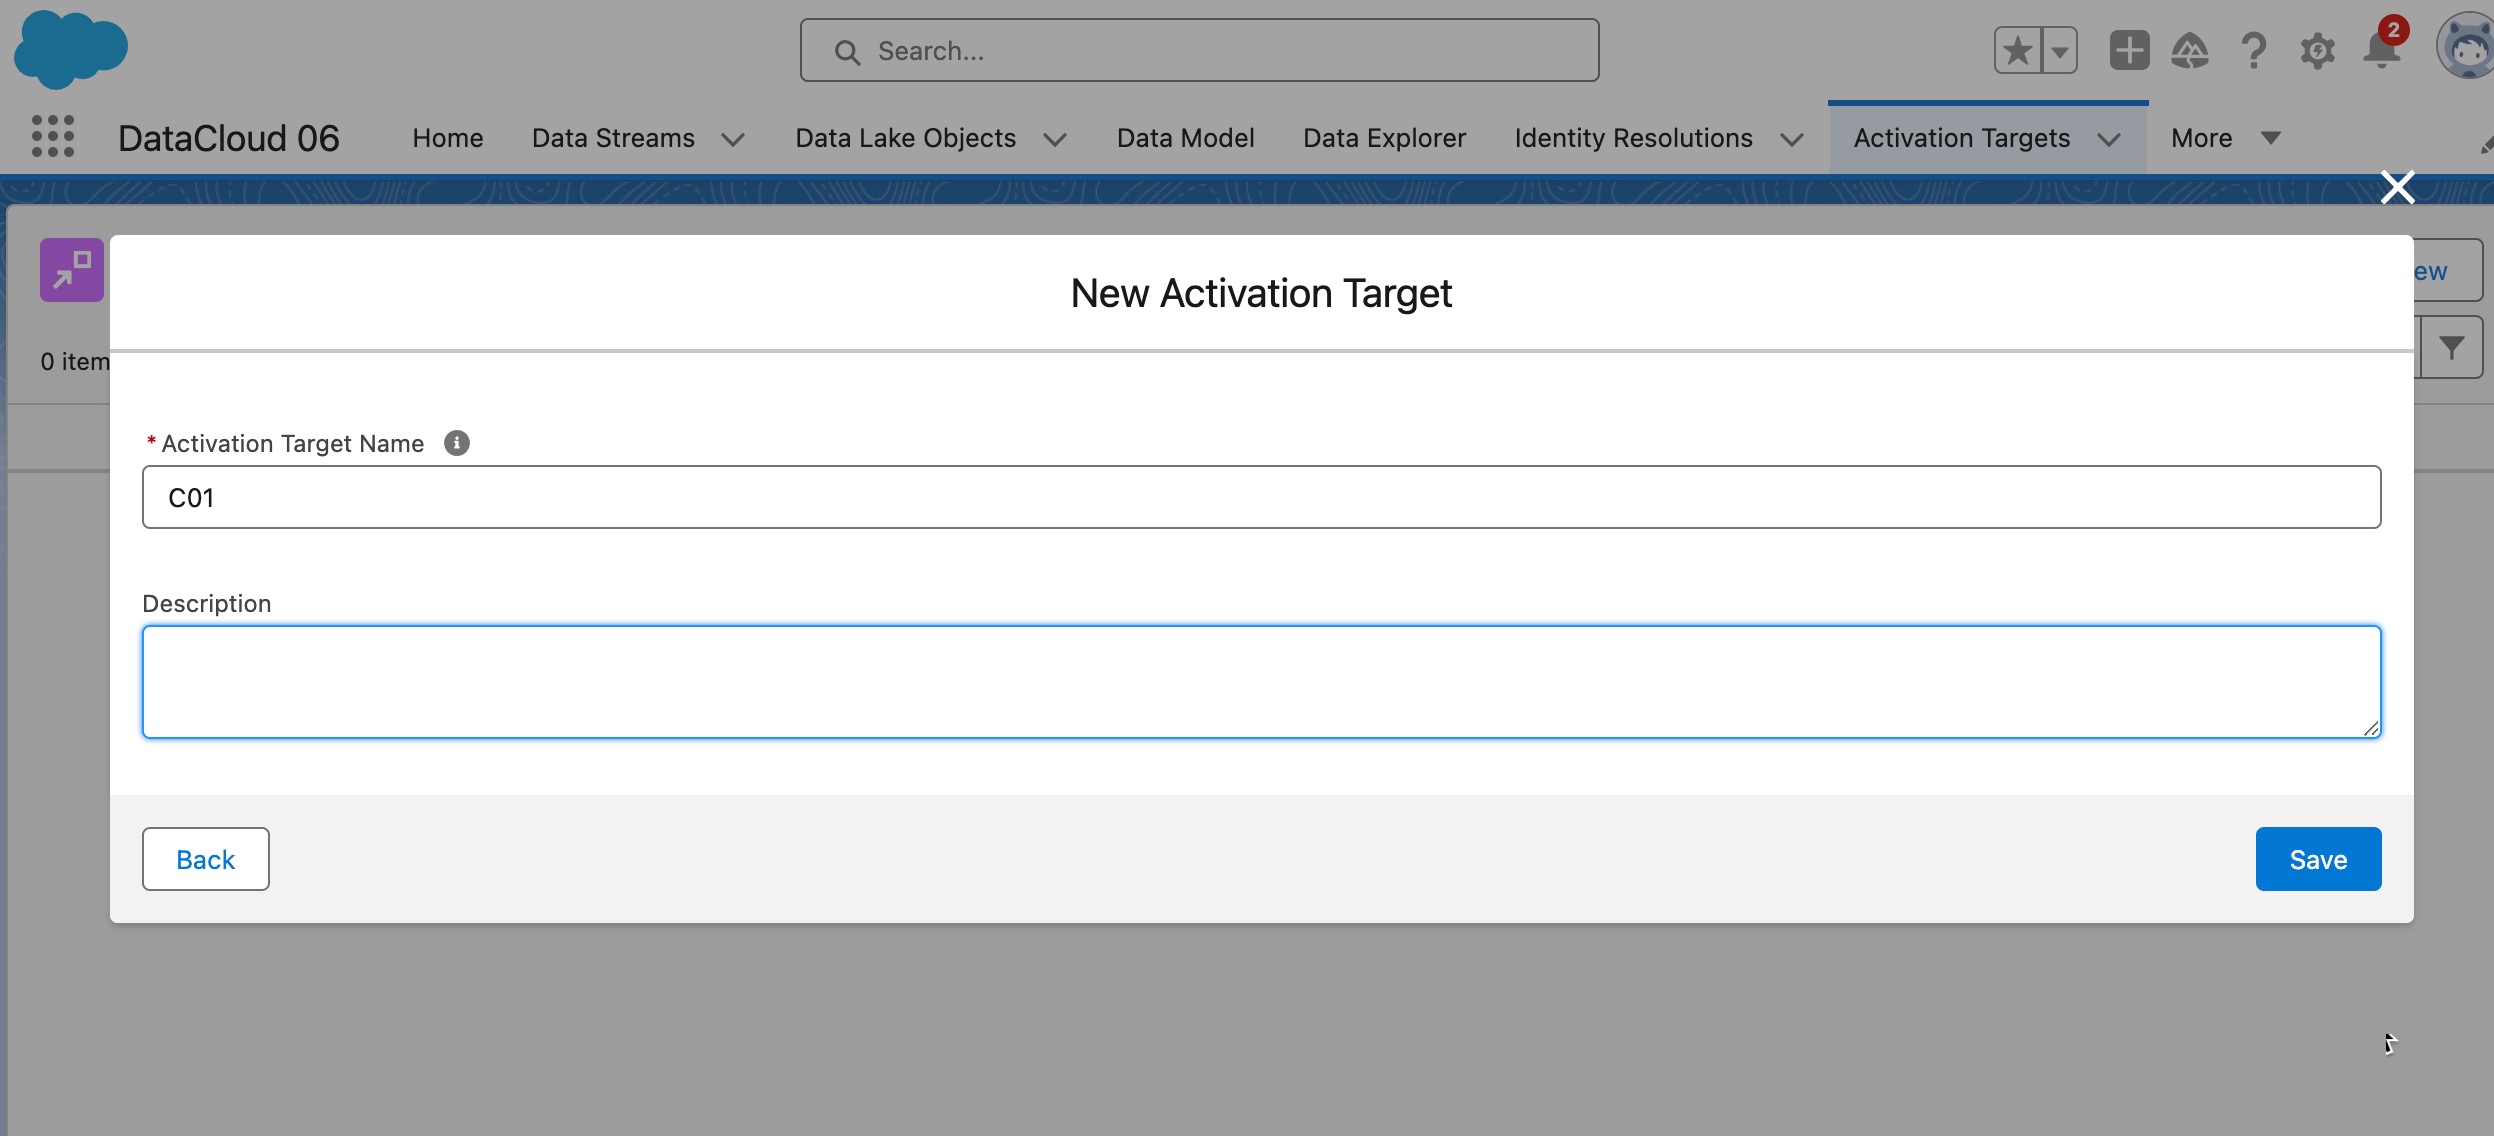 Search...
2
DataCloud 06
Home
Data Streams
Data Lake Objects
Data Model
Data Explorer
Identity Resolutions
Activation Targets
More
ew
0 item
New Activation Target
* Activation Target Name
C01
Description
Back
Save